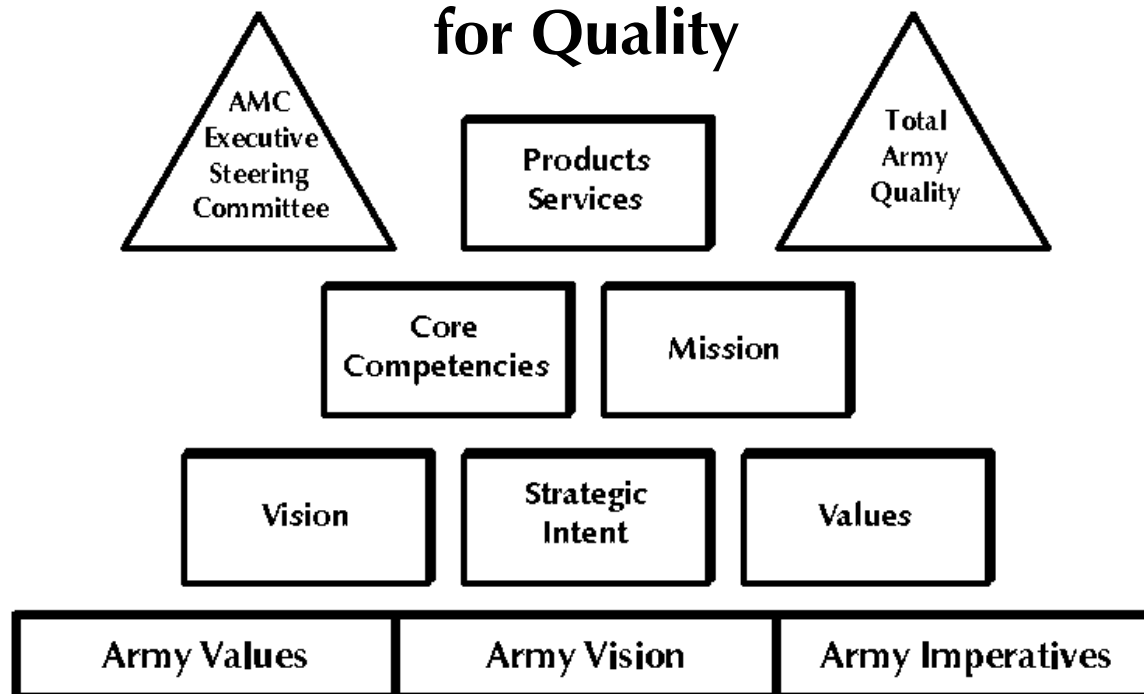 for Quality
AMC
Executive
Steering
Committee
Products
Services
Total
Army
Quality
Core
Competencies
Mission
Vision
Strategic
Intent
Values
Army Values
Army Vision
Army Imperatives